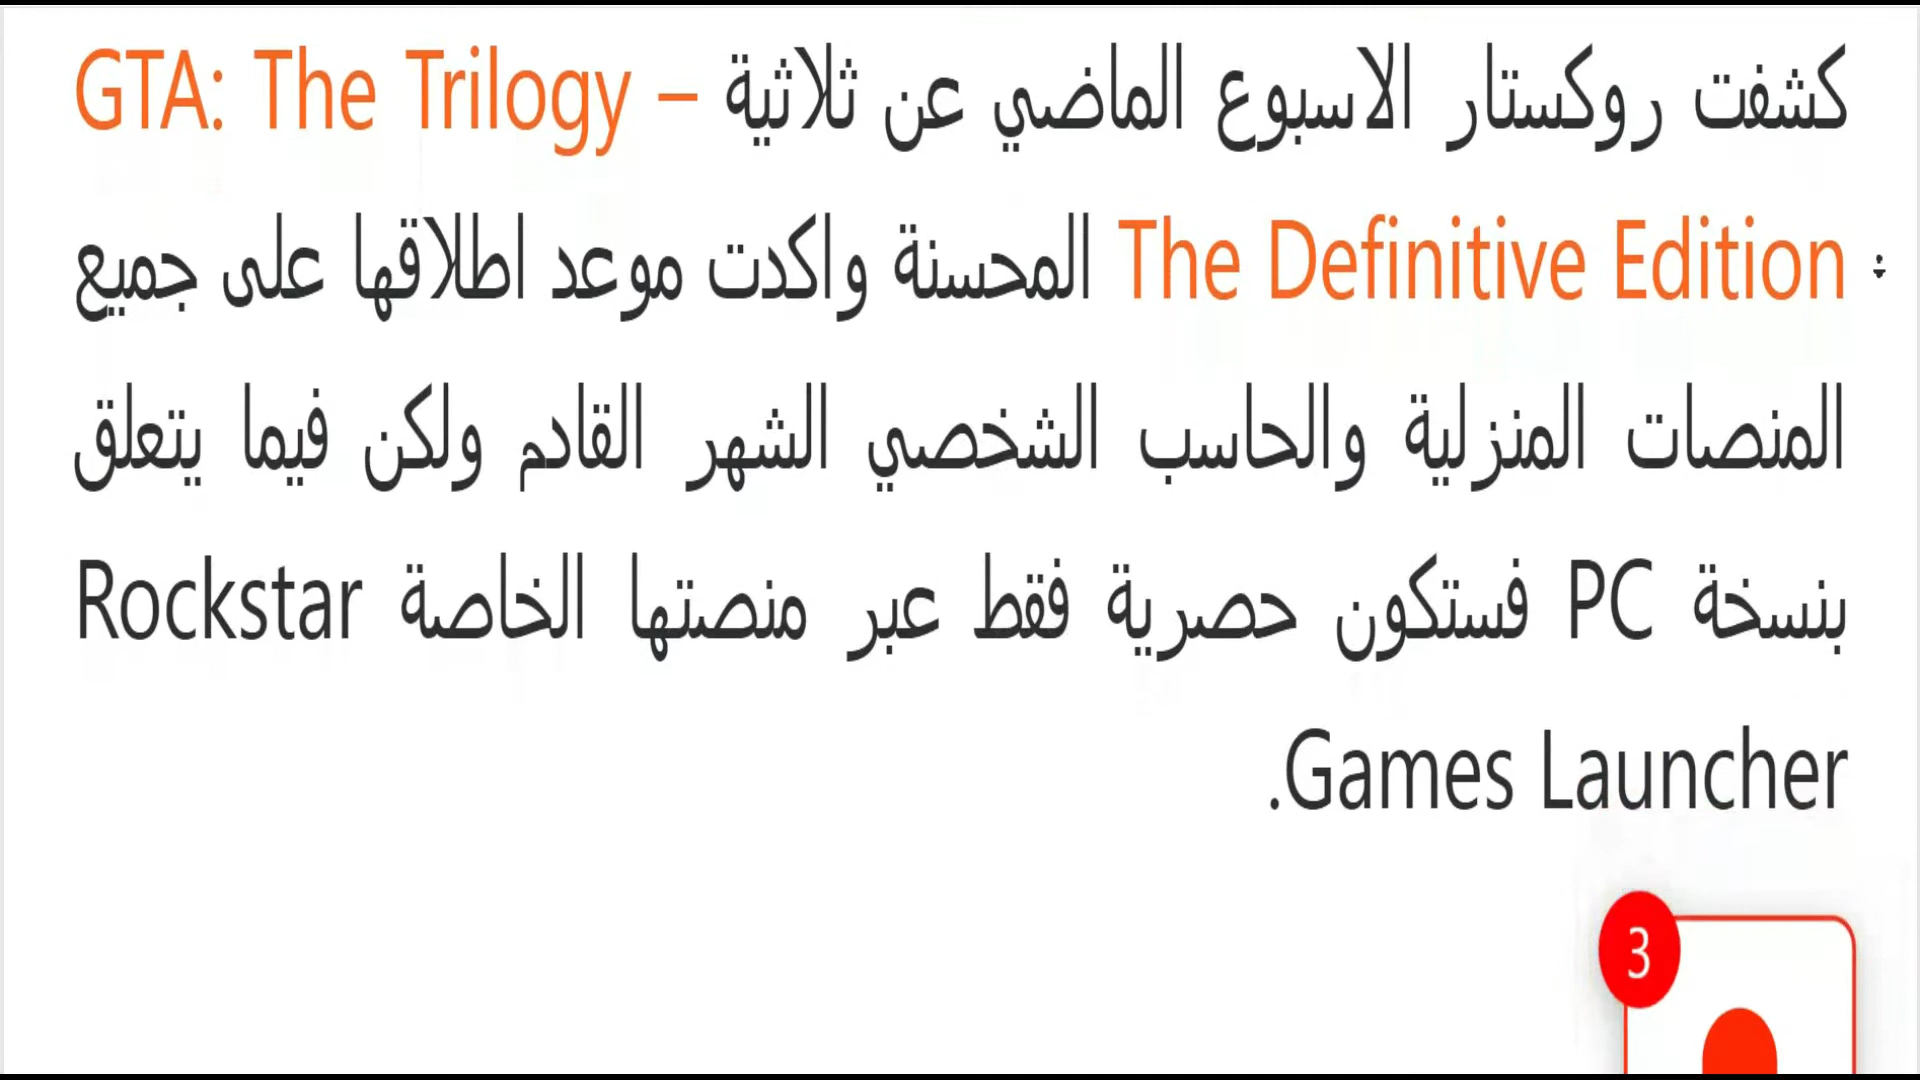 كشفت روكستار الاسبوع الماضي عن ثلاثية GTA: The Trilogy –
The Definitive Edition المحسنة واكدت موعد اطلاقها على جميع
المنصات المنزلية والحاسب الشخصي الشهر القادم ولكن فيما يتعلق
بنسخة PC فستكون حصرية فقط عبر منصتها الخاصة Rockstar
Games Launcher.
3